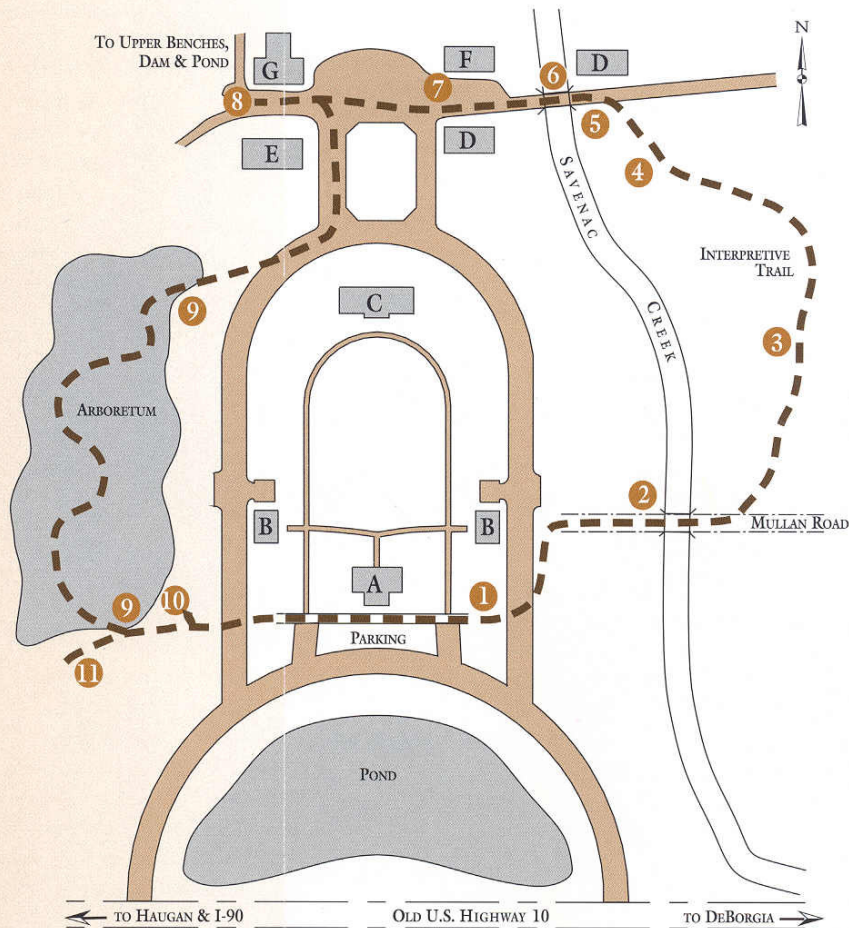 TO UPPER BENCHES,
DAM & POND
N
G
F
6
D
8
7
5
E
D
4
SAVENAC
CREEK
INTERPRETIVE
TRAIL
9
C
3
ARBORETUM
2
B
B
MULLAN ROAD
A
10
1
9
PARKING
11
POND
TO HAUGAN & I-90
OLD U.S. HIGHWAY 10
TO DEBORGIA